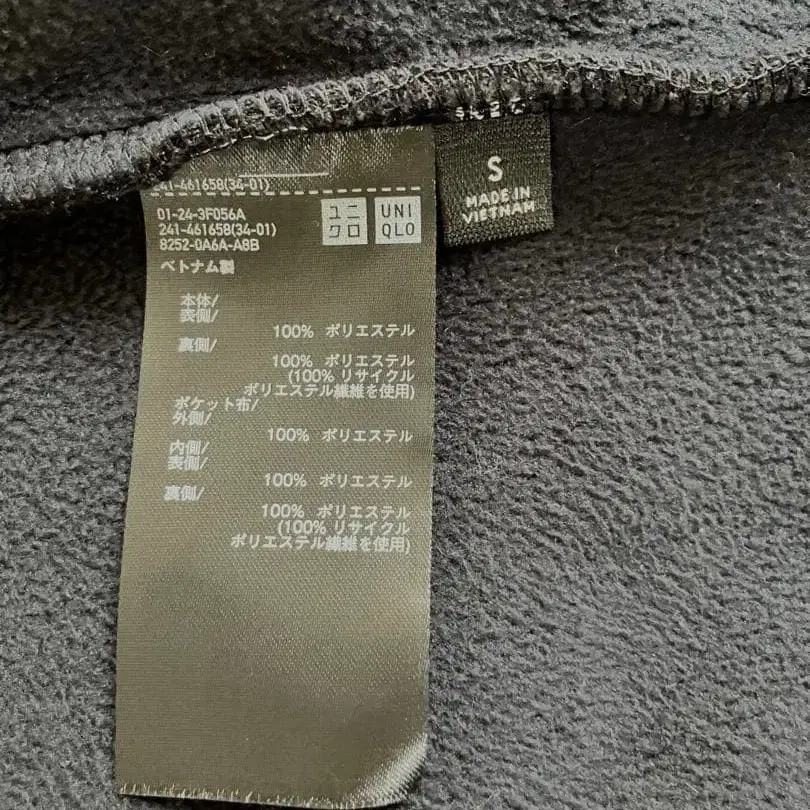 241-461658(34-01)
01-24-3F056A
241-461658(34-01)
8252-0A6A-A8B
ユニ
クロ
UNI
QLO
S
MADE IN
VIETNAM
ベトナム製
本体/
表側/
100% ポリエステル
裏側/
100% ポリエステル
(100% リサイクル
ポリエステル繊維を使用)
ポケット布/
外側/
100% ポリエステル
内側/
表側/
100% ポリエステル
裏側/
100% ポリエステル
(100% リサイクル
ポリエステル繊維を使用)